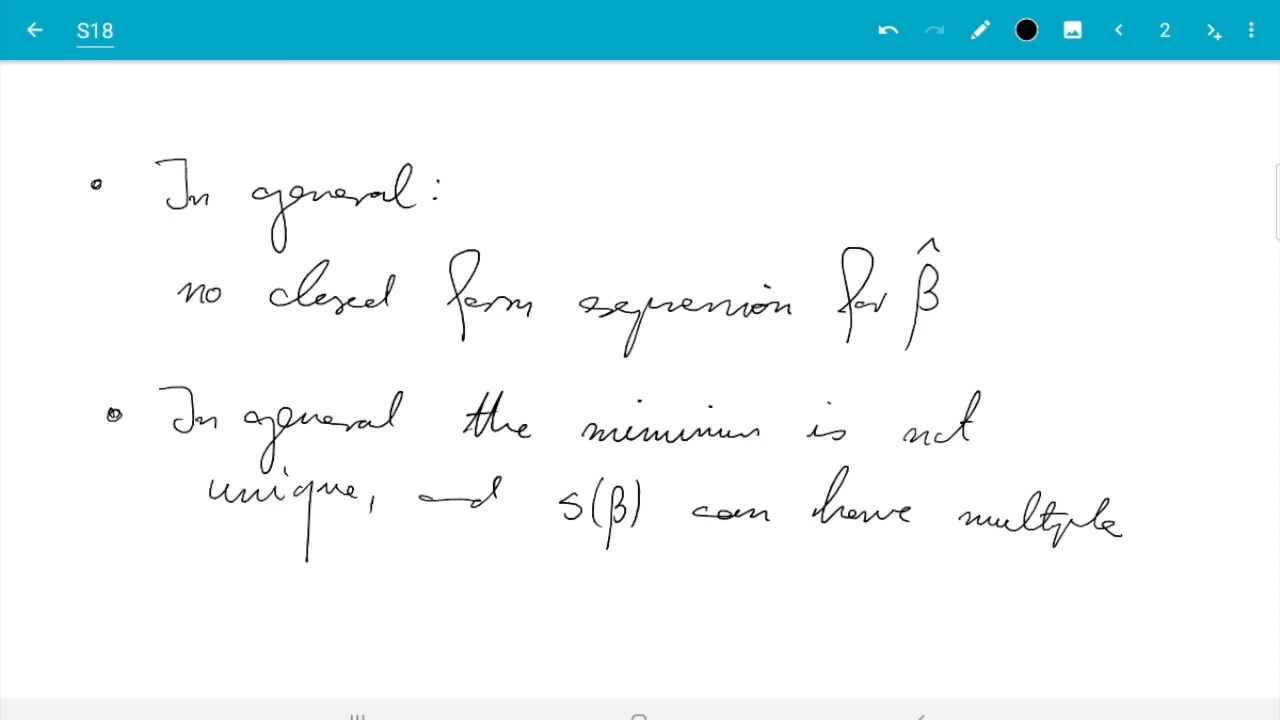 S18
2
• In general:
no closed form expression for β̂
• In general the minimum is not
unique, and s(β) can have multiple